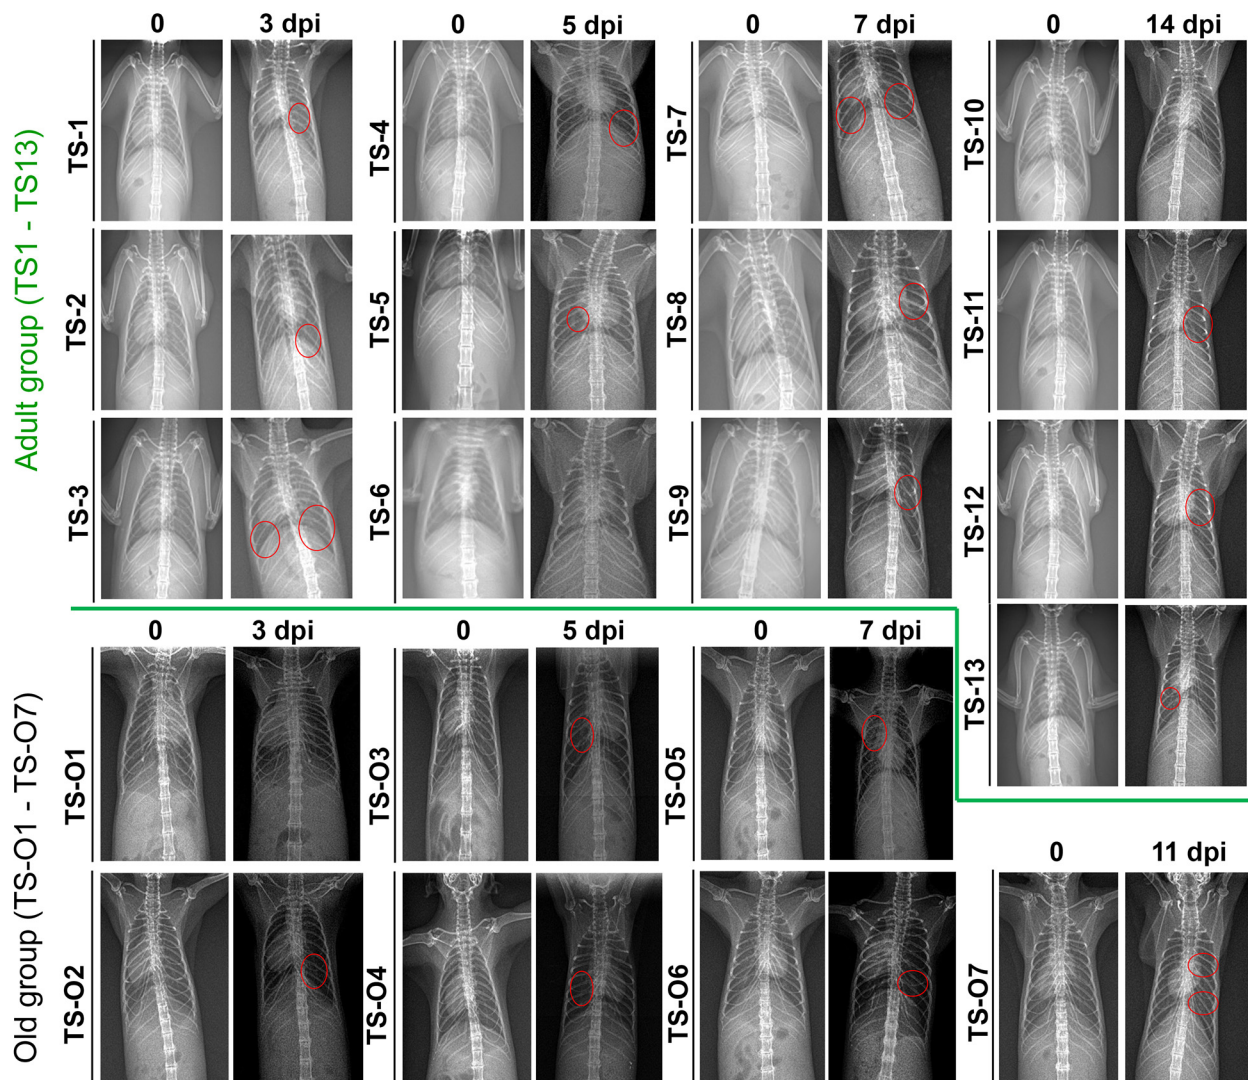 Adult group (TS1 - TS13)
0 3 dpi 0 5 dpi 0 7 dpi 0 14 dpi
TS-1 TS-4 TS-7 TS-10
TS-2 TS-5 TS-8 TS-11
TS-3 TS-6 TS-9 TS-12
TS-13
Old group (TS-O1 - TS-O7)
0 3 dpi 0 5 dpi 0 7 dpi
TS-O1 TS-O3 TS-O5
0 11 dpi
TS-O2 TS-O4 TS-O6 TS-O7